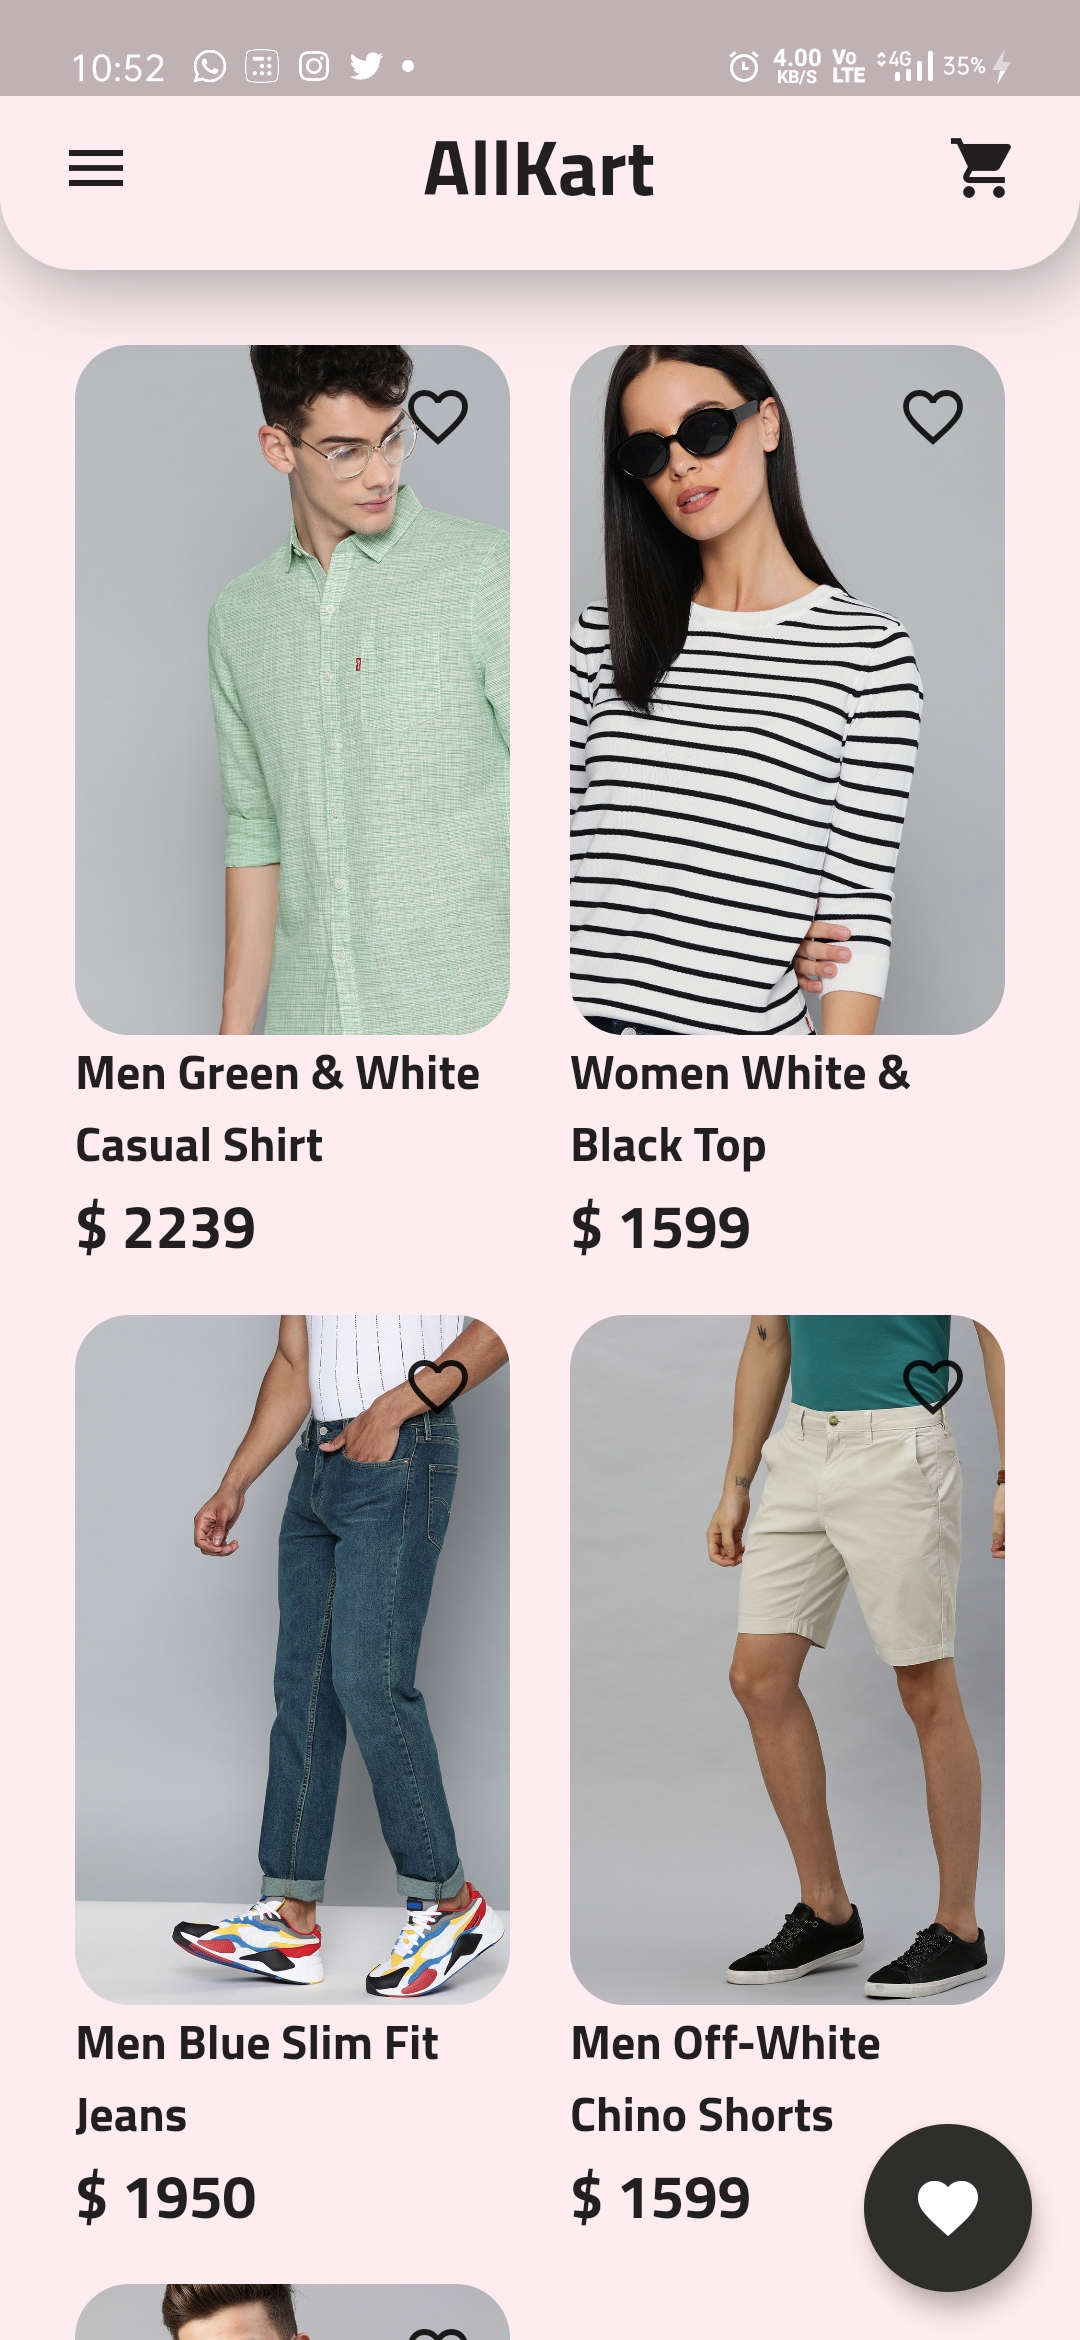 10:52
4.00 KB/S
Vo LTE
4G
35%
AllKart
Men Green & White
Casual Shirt
$ 2239
Women White &
Black Top
$ 1599
Men Blue Slim Fit
Jeans
$ 1950
Men Off-White
Chino Shorts
$ 1599